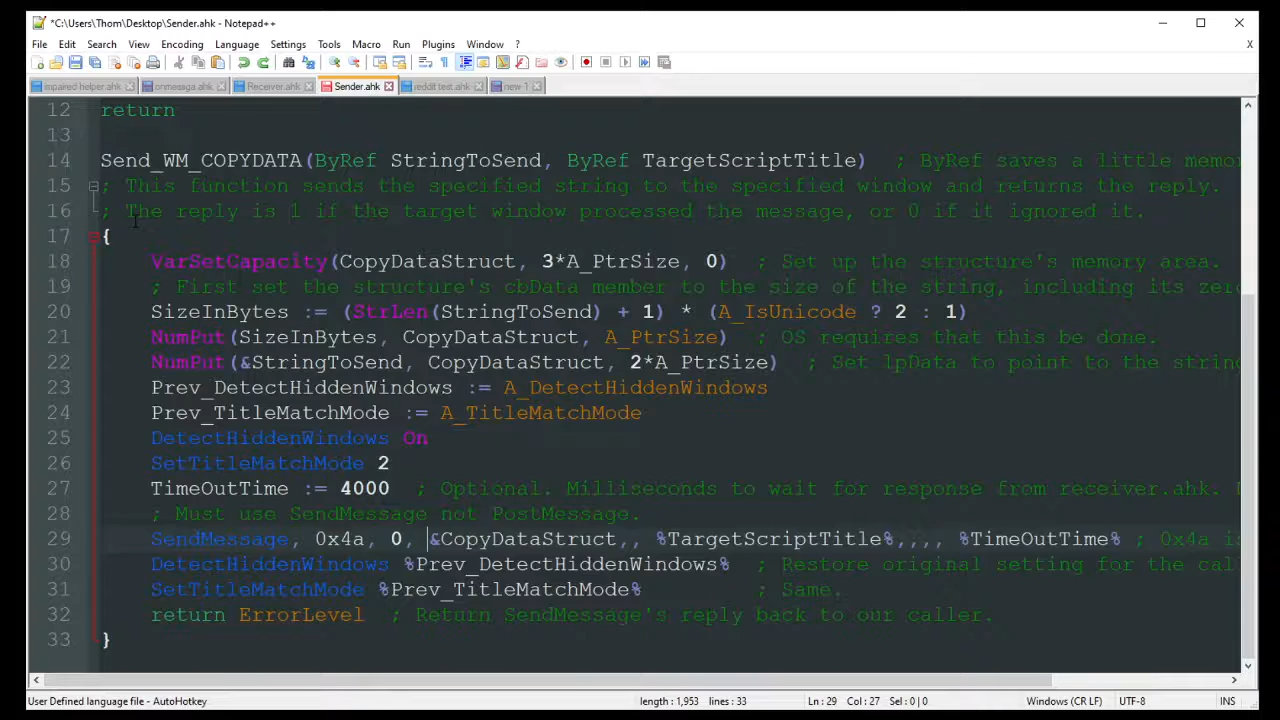 *C:\Users\Thom\Desktop\Sender.ahk - Notepad++
File Edit Search View Encoding Language Settings Tools Macro Run Plugins Window ? X
impaired helper.ahk onmessga.ahk Receiver.ahk Sender.ahk reddit test.ahk new 1
12 return
13
14 Send_WM_COPYDATA(ByRef StringToSend, ByRef TargetScriptTitle) ; ByRef saves a little memo
15 ; This function sends the specified string to the specified window and returns the reply.
16 ; The reply is 1 if the target window processed the message, or 0 if it ignored it.
17 {
18 VarSetCapacity(CopyDataStruct, 3*A_PtrSize, 0) ; Set up the structure's memory area.
19 ; First set the structure's cbData member to the size of the string, including its zer
20 SizeInBytes := (StrLen(StringToSend) + 1) * (A_IsUnicode ? 2 : 1)
21 NumPut(SizeInBytes, CopyDataStruct, A_PtrSize) ; OS requires that this be done.
22 NumPut(&StringToSend, CopyDataStruct, 2*A_PtrSize) ; Set lpData to point to the strin
23 Prev_DetectHiddenWindows := A_DetectHiddenWindows
24 Prev_TitleMatchMode := A_TitleMatchMode
25 DetectHiddenWindows On
26 SetTitleMatchMode 2
27 TimeOutTime := 4000 ; Optional. Milliseconds to wait for response from receiver.ahk.
28 ; Must use SendMessage not PostMessage.
29 SendMessage, 0x4a, 0, &CopyDataStruct,, %TargetScriptTitle%,,,, %TimeOutTime% ; 0x4a i
30 DetectHiddenWindows %Prev_DetectHiddenWindows% ; Restore original setting for the cal
31 SetTitleMatchMode %Prev_TitleMatchMode% ; Same.
32 return ErrorLevel ; Return SendMessage's reply back to our caller.
33 }
User Defined language file - AutoHotkey length : 1,953 lines : 33 Ln : 29 Col : 27 Sel : 0 | 0 Windows (CR LF) UTF-8 INS